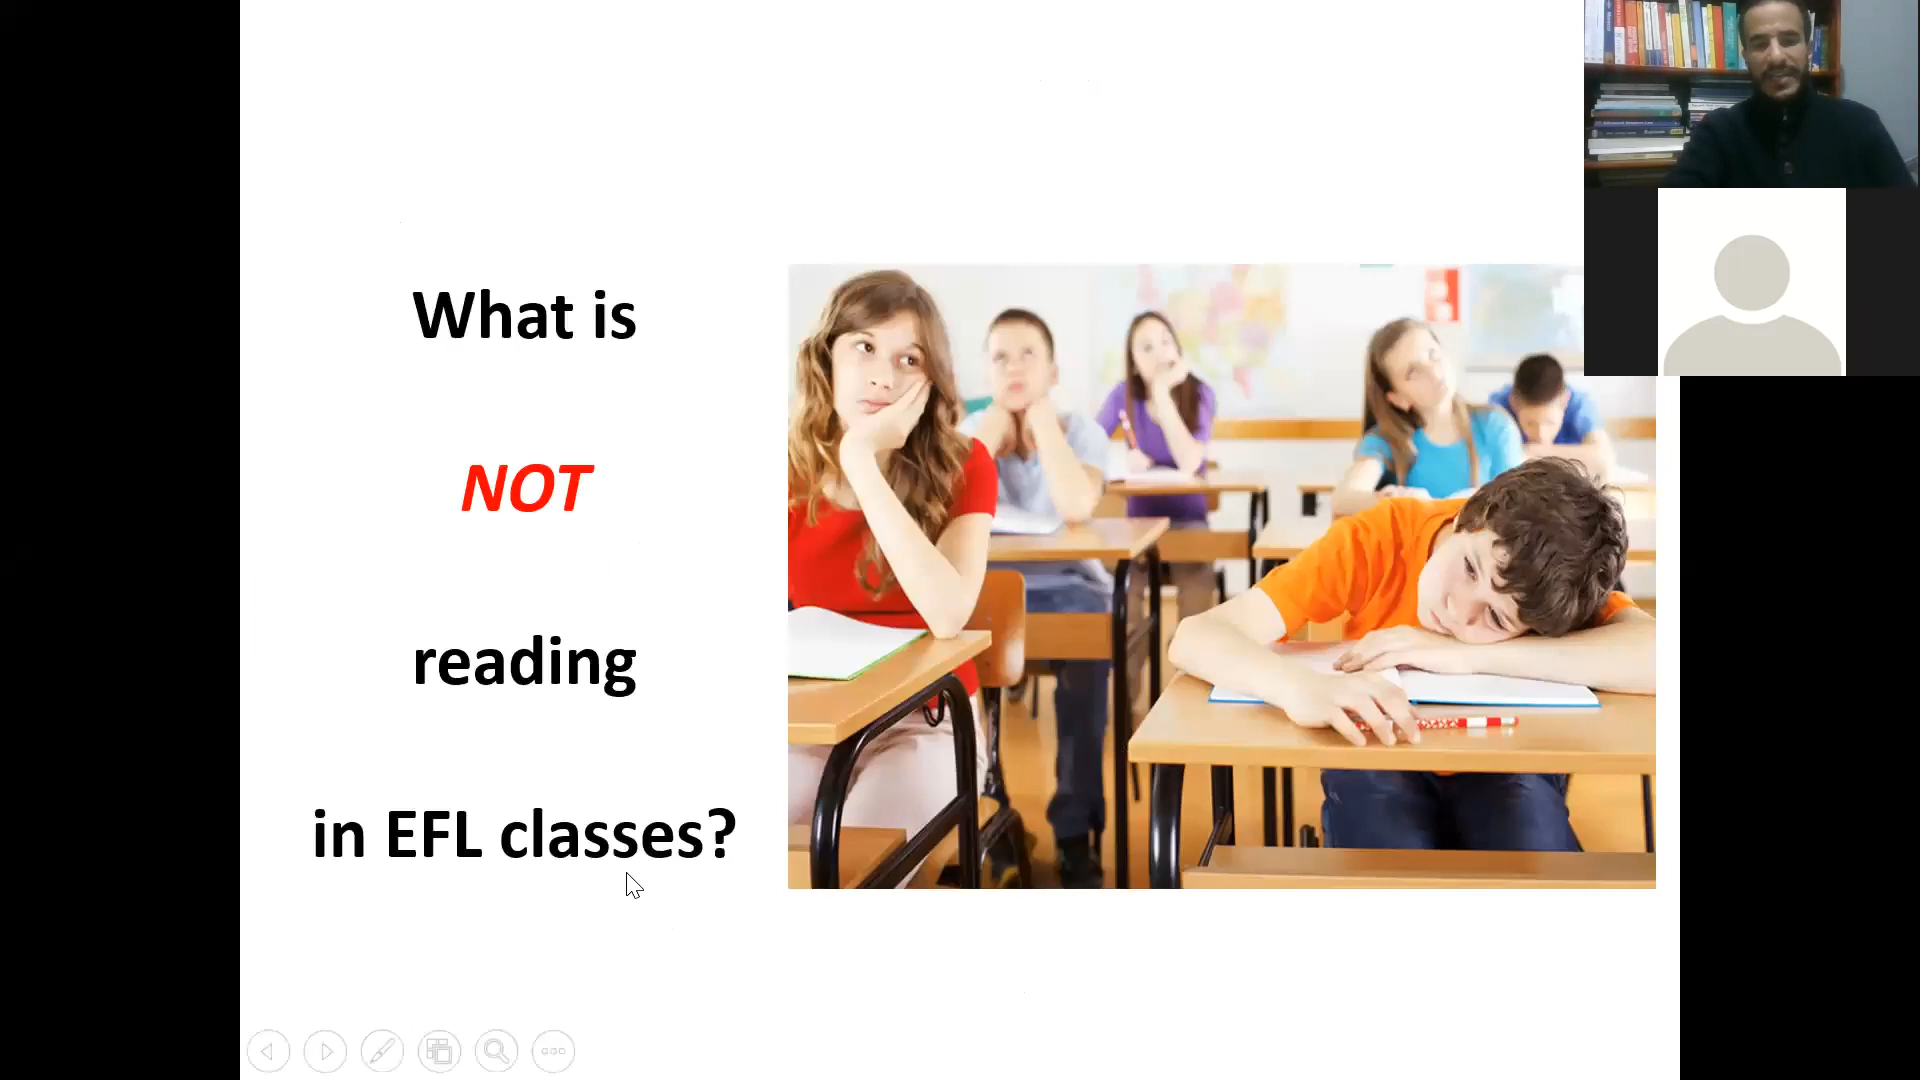 What is
NOT
reading
in EFL classes?